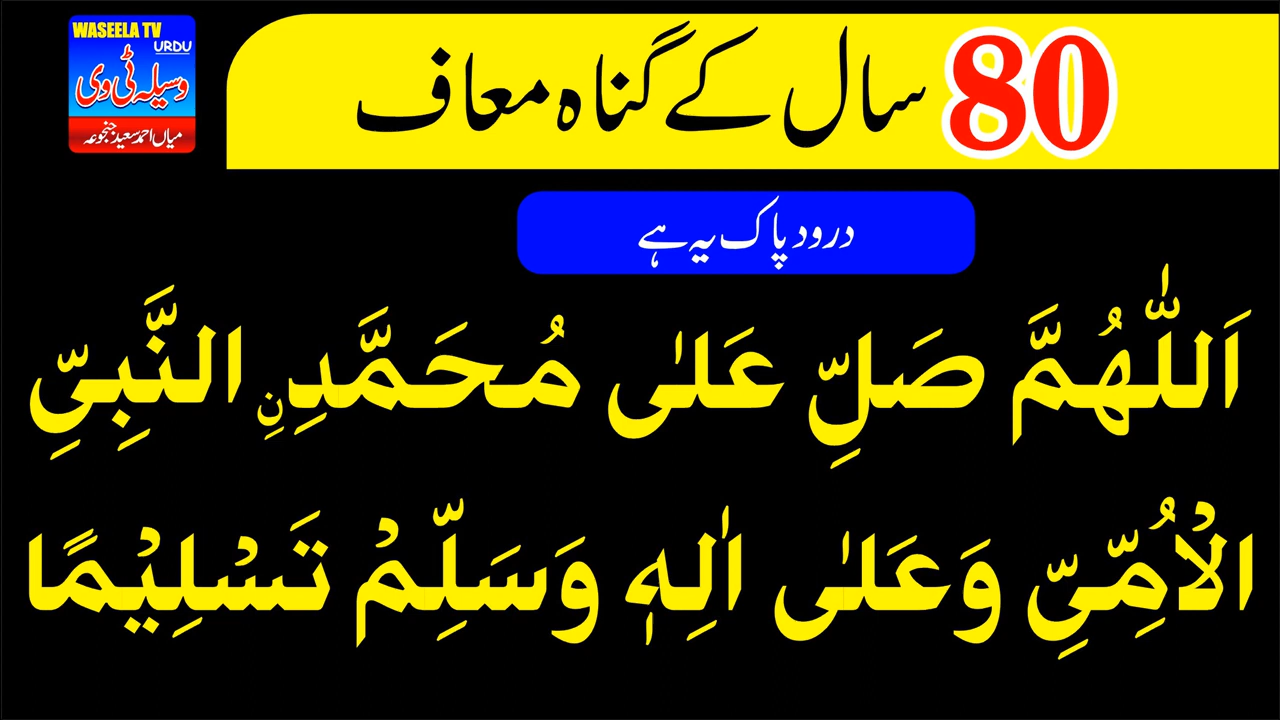 WASEELA TV
URDU
وسیلہ ٹی وی
میاں احمد سعید جنجوعہ
80 سال کے گناہ معاف
درود پاک یہ ہے
اَللّٰهُمَّ صَلِّ عَلٰى مُحَمَّدِ نِ النَّبِىِّ
الْاُمِّىِّ وَعَلٰى اٰلِهٖ وَسَلِّمْ تَسْلِيْمًا